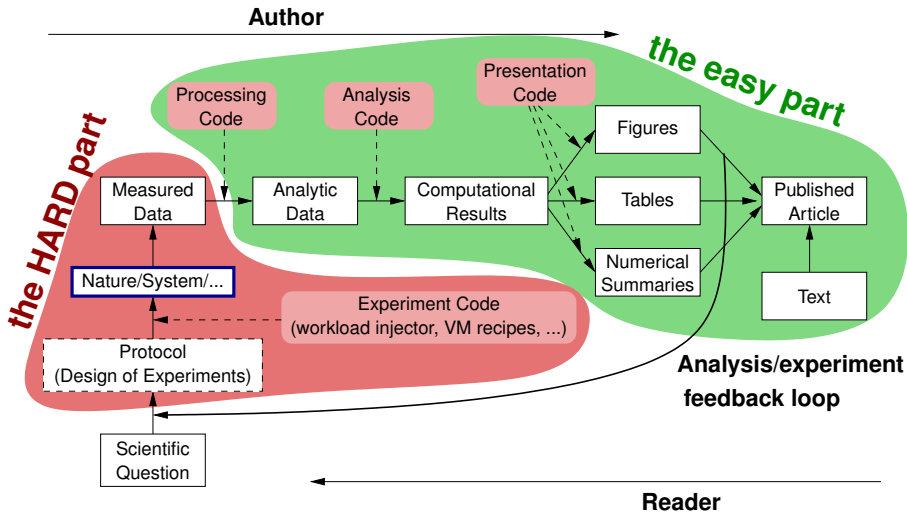 Author
the easy part
Presentation
Code
Processing
Code
Analysis
Code
Figures
the HARD part
Measured
Data
Analytic
Data
Computational
Results
Tables
Published
Article
Nature/System/...
Numerical
Summaries
Text
Experiment Code
(workload injector, VM recipes, ...)
Protocol
(Design of Experiments)
Analysis/experiment
feedback loop
Scientific
Question
Reader